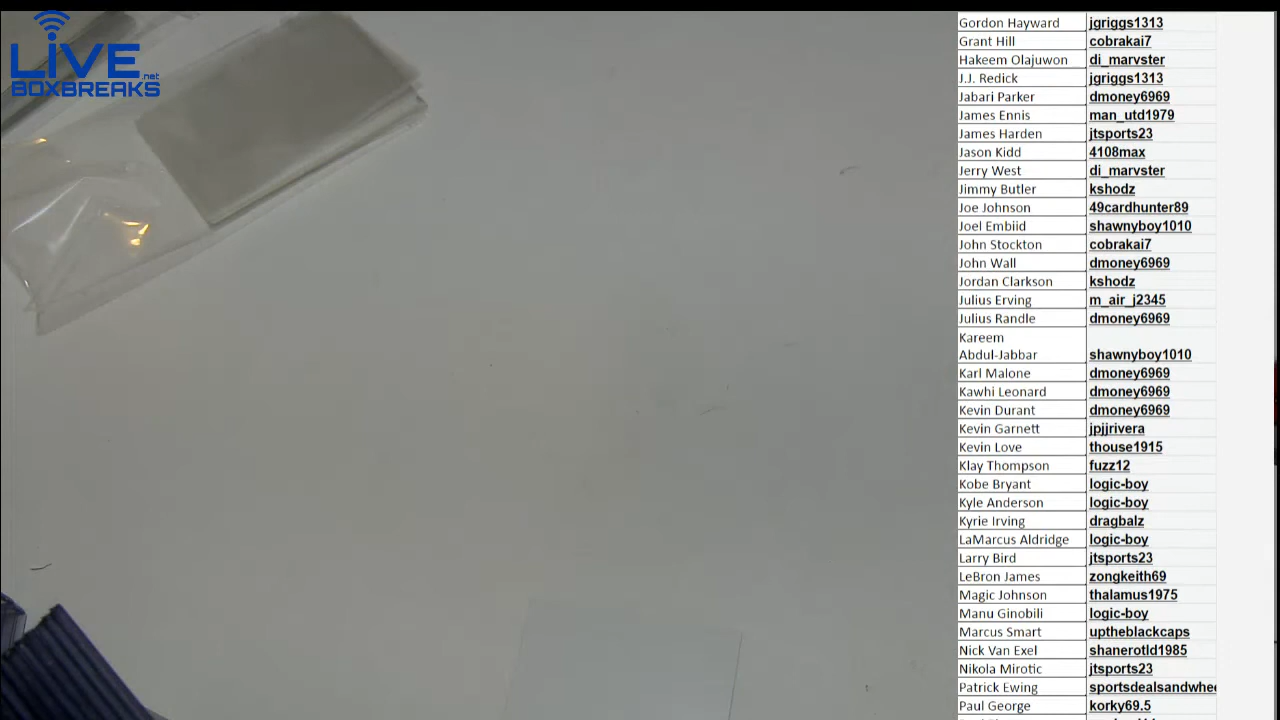 LIVE
.net
BOXBREAKS
Gordon Hayward jgriggs1313
Grant Hill cobrakai7
Hakeem Olajuwon di_marvster
J.J. Redick jgriggs1313
Jabari Parker dmoney6969
James Ennis man_utd1979
James Harden jtsports23
Jason Kidd 4108max
Jerry West di_marvster
Jimmy Butler kshodz
Joe Johnson 49cardhunter89
Joel Embiid shawnyboy1010
John Stockton cobrakai7
John Wall dmoney6969
Jordan Clarkson kshodz
Julius Erving m_air_j2345
Julius Randle dmoney6969
Kareem
Abdul-Jabbar shawnyboy1010
Karl Malone dmoney6969
Kawhi Leonard dmoney6969
Kevin Durant dmoney6969
Kevin Garnett jpjjrivera
Kevin Love thouse1915
Klay Thompson fuzz12
Kobe Bryant logic-boy
Kyle Anderson logic-boy
Kyrie Irving dragbalz
LaMarcus Aldridge logic-boy
Larry Bird jtsports23
LeBron James zongkeith69
Magic Johnson thalamus1975
Manu Ginobili logic-boy
Marcus Smart uptheblackcaps
Nick Van Exel shanerotld1985
Nikola Mirotic jtsports23
Patrick Ewing sportsdealsandwhee
Paul George korky69.5